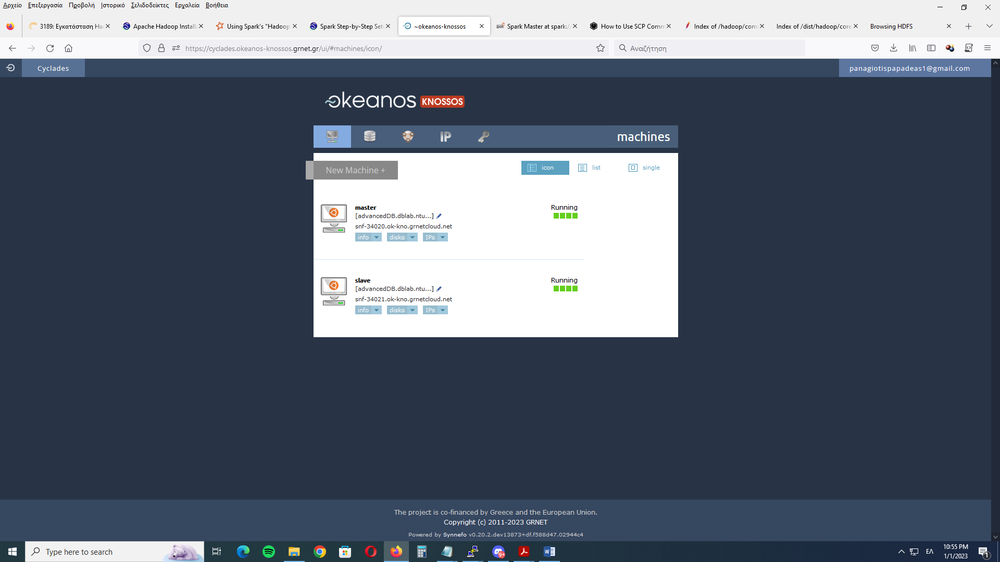 Αρχείο Επεξεργασία Προβολή Ιστορικό Σελιδοδείκτες Εργαλεία Βοήθεια
3189: Εγκατάσταση Ha
Apache Hadoop Install
Using Spark's "Hadoop
Spark Step-by-Step Set
~okeanos-knossos
Spark Master at spark:/
How to Use SCP Comm
Index of /hadoop/com
Index of /dist/hadoop/core
Browsing HDFS
https://cyclades.okeanos-knossos.grnet.gr/ui/#machines/icon/
Αναζήτηση
Cyclades
panagiotispapadeas1@gmail.com
okeanos KNOSSOS
IP
machines
New Machine +
icon
list
single
master
Running
[advancedDB.dblab.ntu...]
snf-34020.ok-kno.grnetcloud.net
info disks IPs
slave
Running
[advancedDB.dblab.ntu...]
snf-34021.ok-kno.grnetcloud.net
info disks IPs
The project is co-financed by Greece and the European Union.
Copyright (c) 2011-2023 GRNET
Powered by Synnefo v0.20.2.dev13873+df.f588d47.02944c4
Type here to search
9+
ΕΛ
10:55 PM
1/1/2023
1